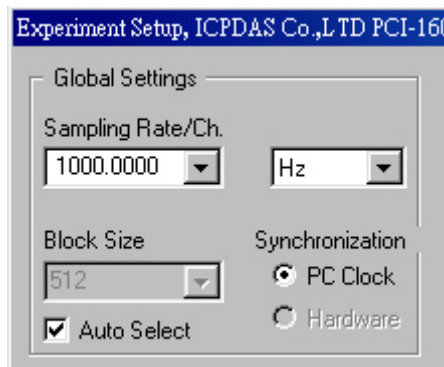 Experiment Setup, ICPDAS Co.,LTD PCI-160
Global Settings
Sampling Rate/Ch.
1000.0000 Hz
Block Size Synchronization
512 PC Clock
Auto Select Hardware